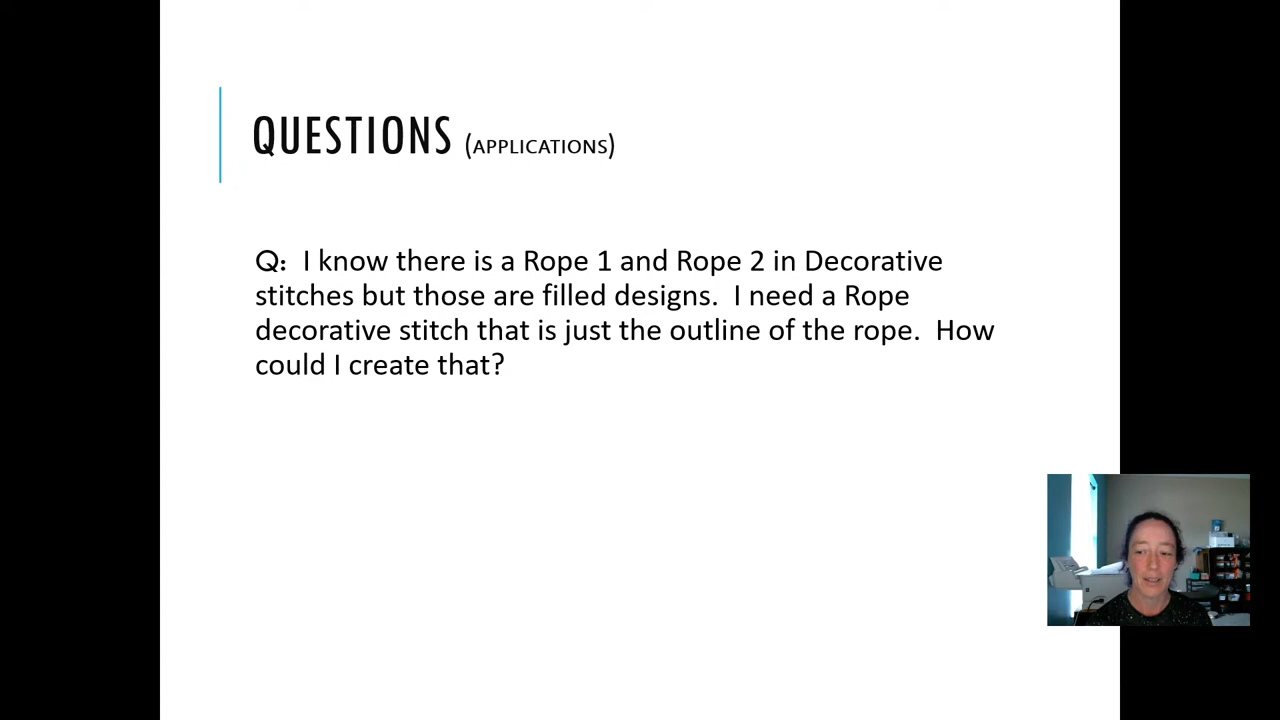 QUESTIONS (APPLICATIONS)
Q:  I know there is a Rope 1 and Rope 2 in Decorative
stitches but those are filled designs.  I need a Rope
decorative stitch that is just the outline of the rope.  How
could I create that?